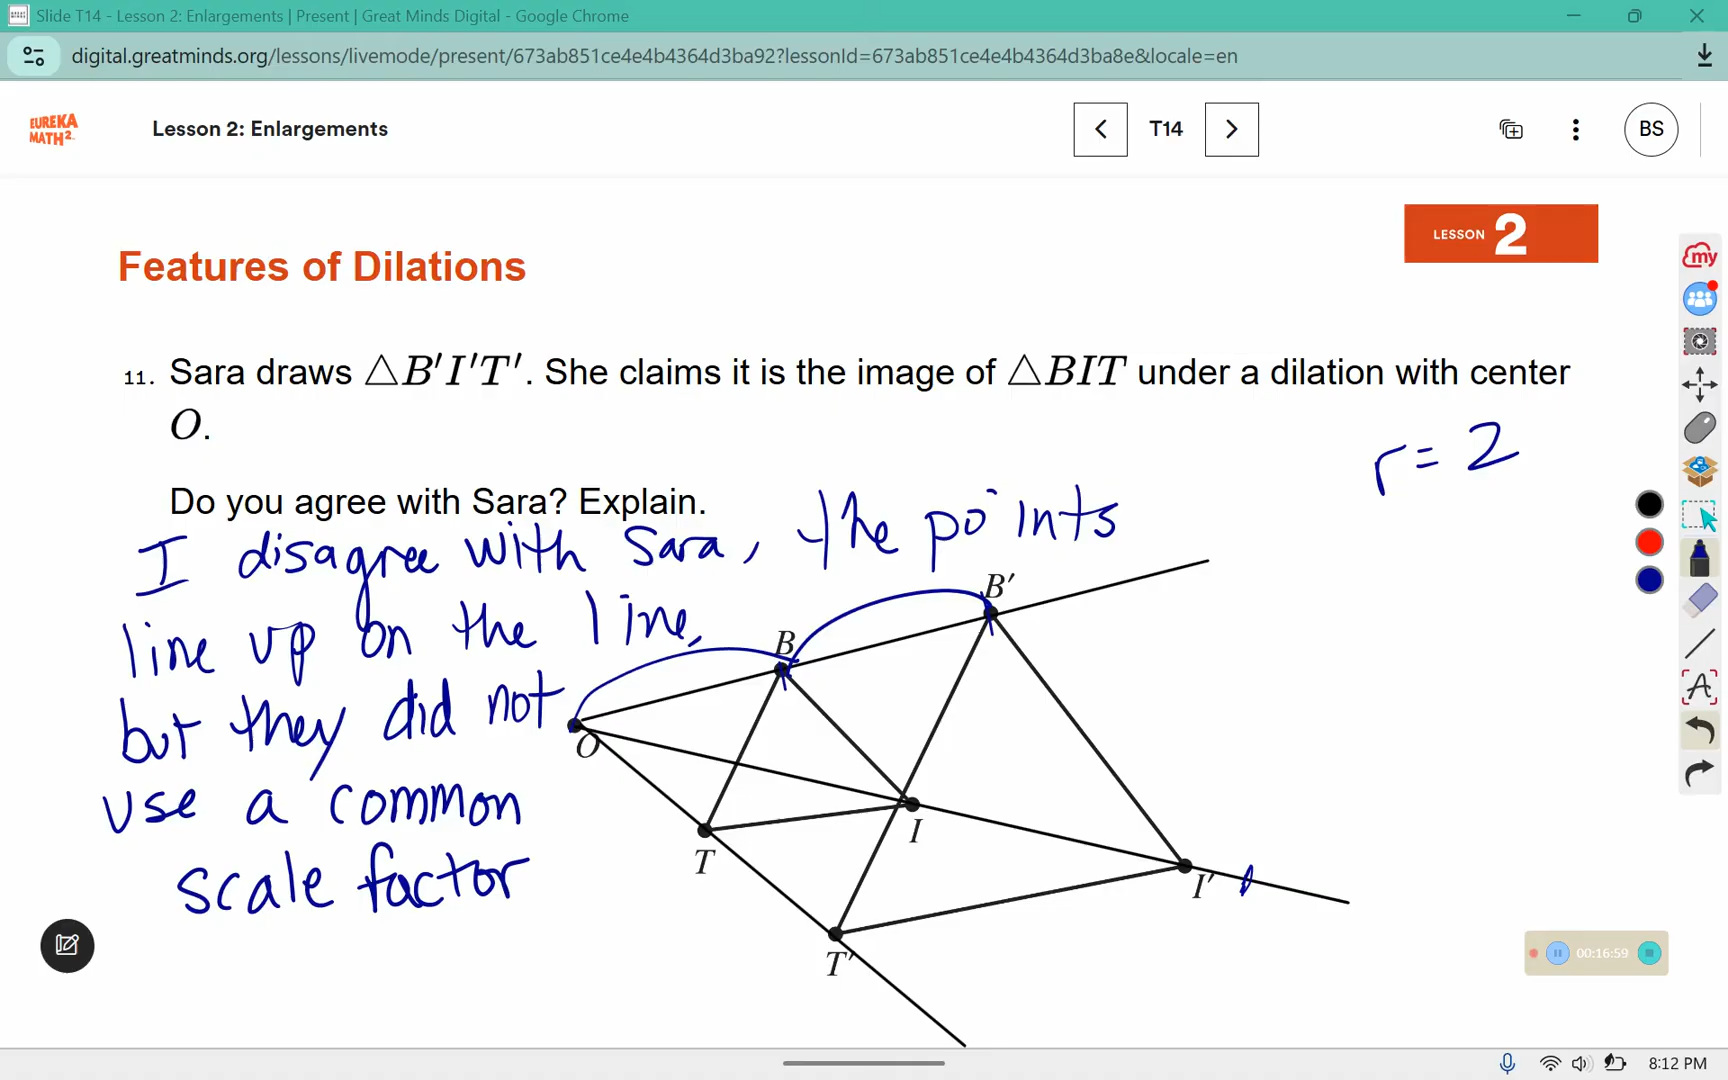 Slide T14 - Lesson 2: Enlargements | Present | Great Minds Digital - Google Chrome
digital.greatminds.org/lessons/livemode/present/673ab851ce4e4b4364d3ba92?lessonId=673ab851ce4e4b4364d3ba8e&locale=en
EUREKA
MATH²
Lesson 2: Enlargements
T14
BS
LESSON 2
Features of Dilations
my
11. Sara draws △B′I′T′. She claims it is the image of △BIT under a dilation with center
O.
r = 2
Do you agree with Sara? Explain.
I disagree with Sara, the points
line up on the line,
but they did not
use a common
scale factor
B′
B
O
I
T
I′
T′
A
00:16:59
8:12 PM